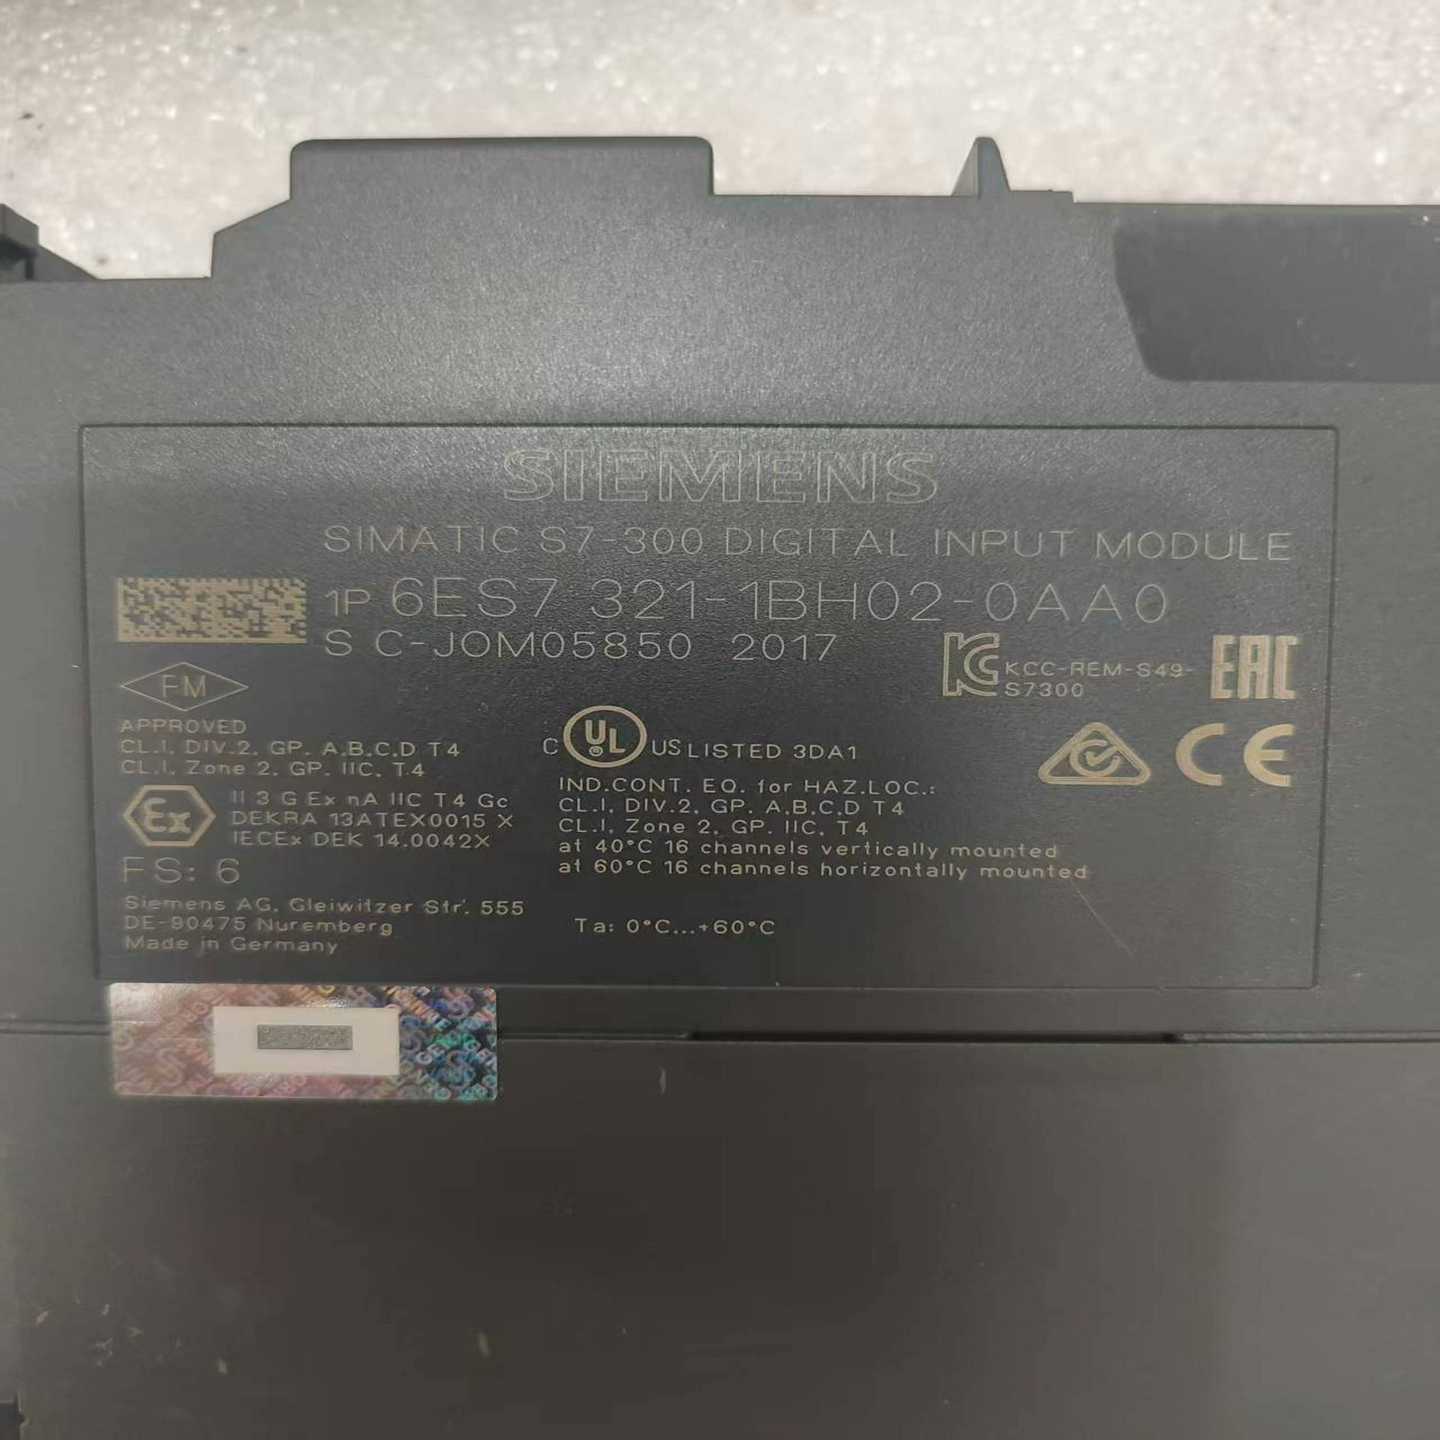 SIEMENS
SIMATIC S7-300 DIGITAL INPUT MODULE
1P 6ES7 321-1BH02-0AA0
S C-J0M05850 2017
KCC-REM-S49-
S7300
EAC
FM
APPROVED
CL.I, DIV.2, GP. A,B,C,D T4
CL.I, Zone 2, GP. IIC, T4
C UL US LISTED 3DA1
CE
IND.CONT. EQ. for HAZ.LOC.:
CL.I, DIV.2, GP. A,B,C,D T4
CL.I, Zone 2, GP. IIC, T4
at 40°C 16 channels vertically mounted
at 60°C 16 channels horizontally mounted
Ex
II 3 G Ex nA IIC T4 Gc
DEKRA 13ATEX0015 X
IECEx DEK 14.0042X
FS: 6
Siemens AG, Gleiwitzer Str. 555
DE-90475 Nuremberg
Made in Germany
Ta: 0°C...+60°C